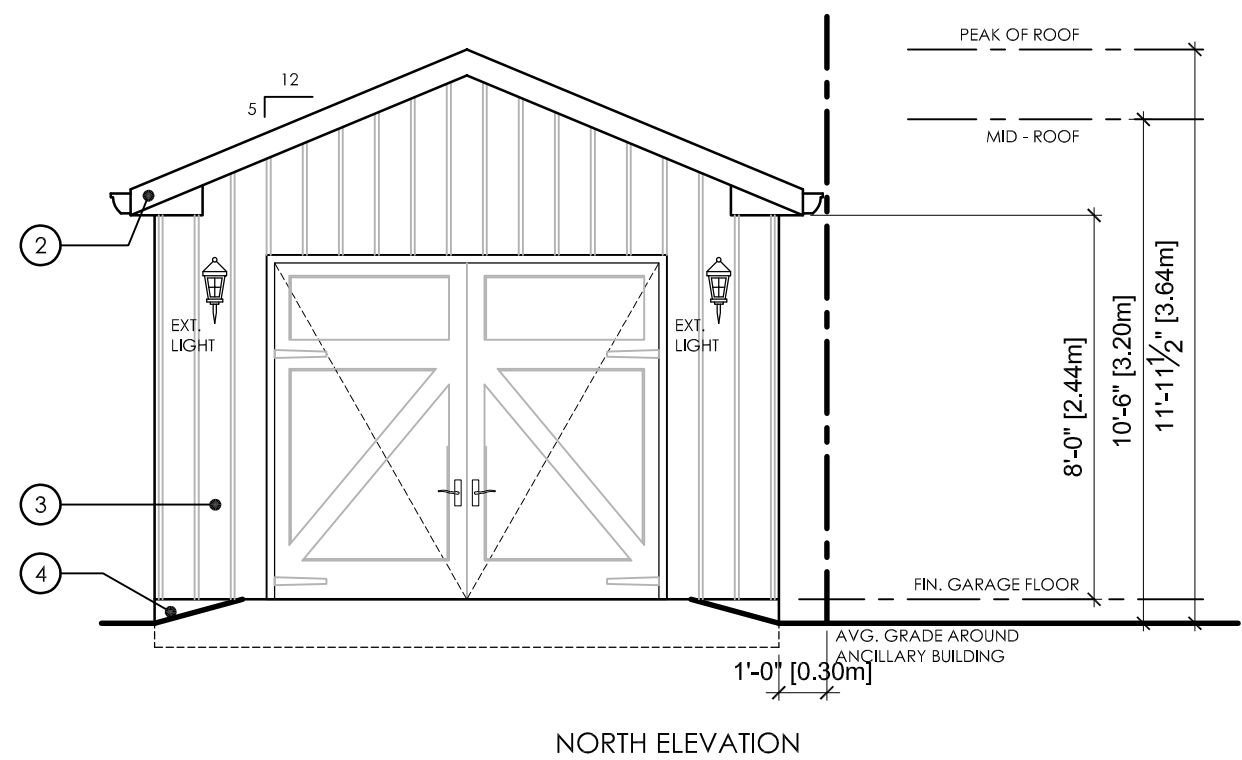 PEAK OF ROOF
12
5
MID - ROOF
2
EXT.
LIGHT
EXT.
LIGHT
8'-0" [2.44m]
10'-6" [3.20m]
11'-11½" [3.64m]
3
4
FIN. GARAGE FLOOR
AVG. GRADE AROUND
ANCILLARY BUILDING
1'-0" [0.30m]
NORTH ELEVATION